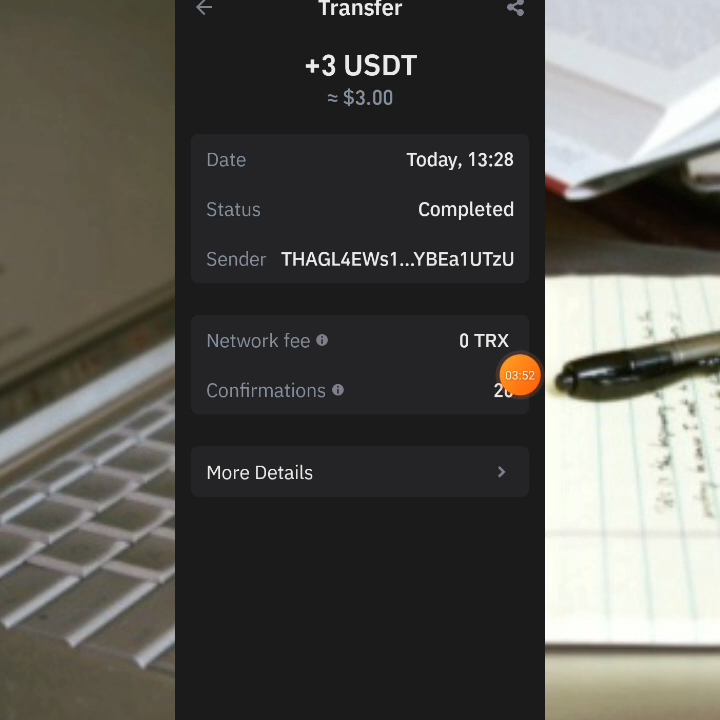 Transfer
+3 USDT
≈ $3.00
Date Today, 13:28
Status Completed
Sender THAGL4EWs1...YBEa1UTzU
Network fee 0 TRX
03:52
Confirmations
More Details